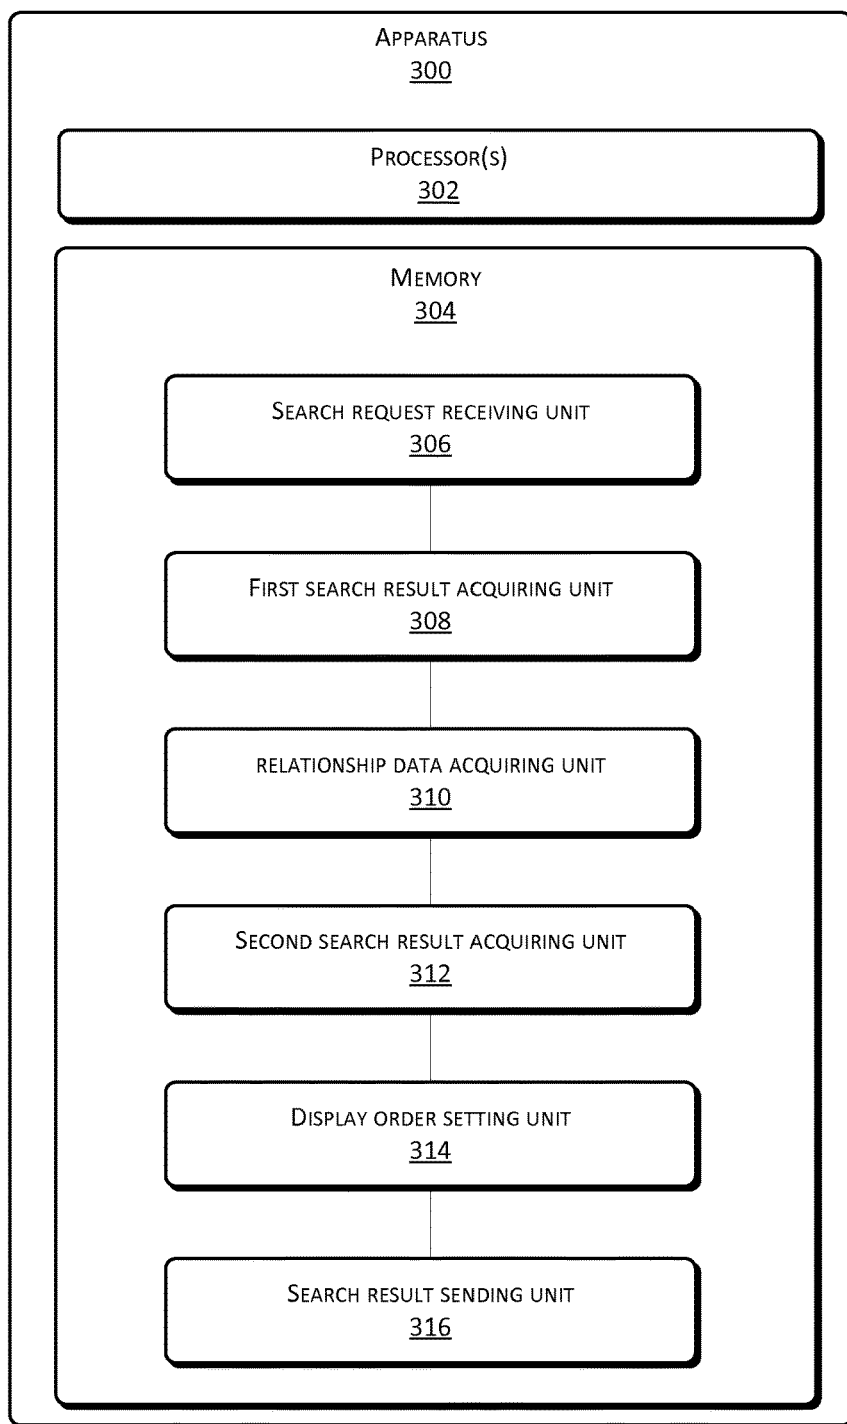 APPARATUS
300
PROCESSOR(S)
302
MEMORY
304
SEARCH REQUEST RECEIVING UNIT
306
FIRST SEARCH RESULT ACQUIRING UNIT
308
RELATIONSHIP DATA ACQUIRING UNIT
310
SECOND SEARCH RESULT ACQUIRING UNIT
312
DISPLAY ORDER SETTING UNIT
314
SEARCH RESULT SENDING UNIT
316